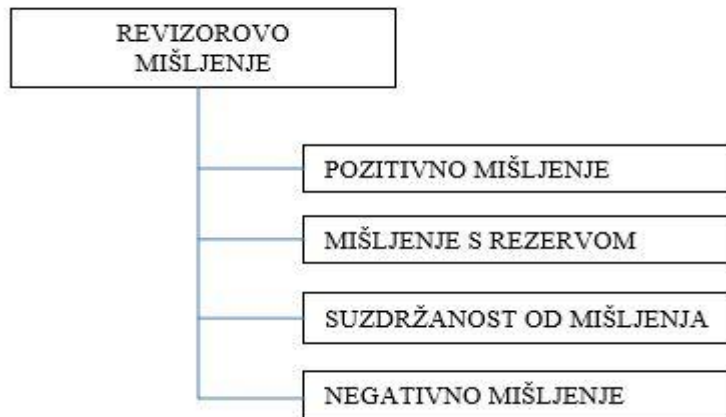 REVIZOROVO
MIŠLJENJE
POZITIVNO MIŠLJENJE
MIŠLJENJE S REZERVOM
SUZDRŽANOST OD MIŠLJENJA
NEGATIVNO MIŠLJENJE